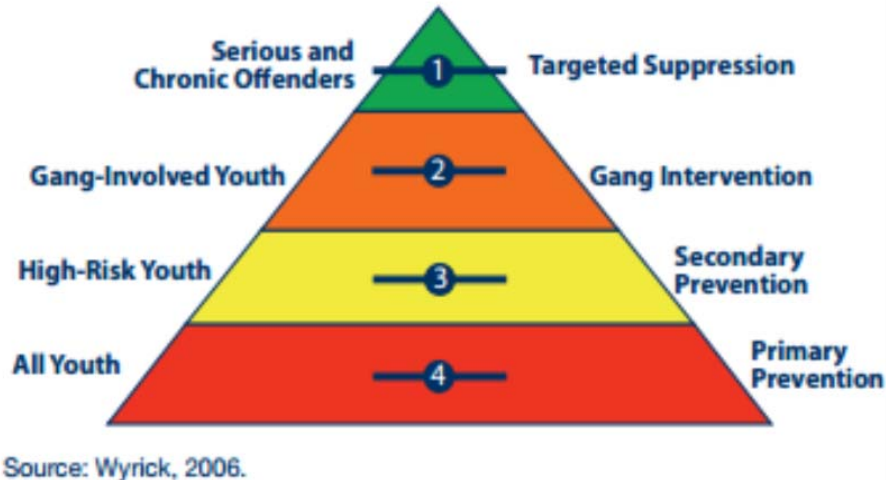 Serious and
Chronic Offenders
1
Targeted Suppression
Gang-Involved Youth
2
Gang Intervention
High-Risk Youth
3
Secondary
Prevention
All Youth
4
Primary
Prevention
Source: Wyrick, 2006.